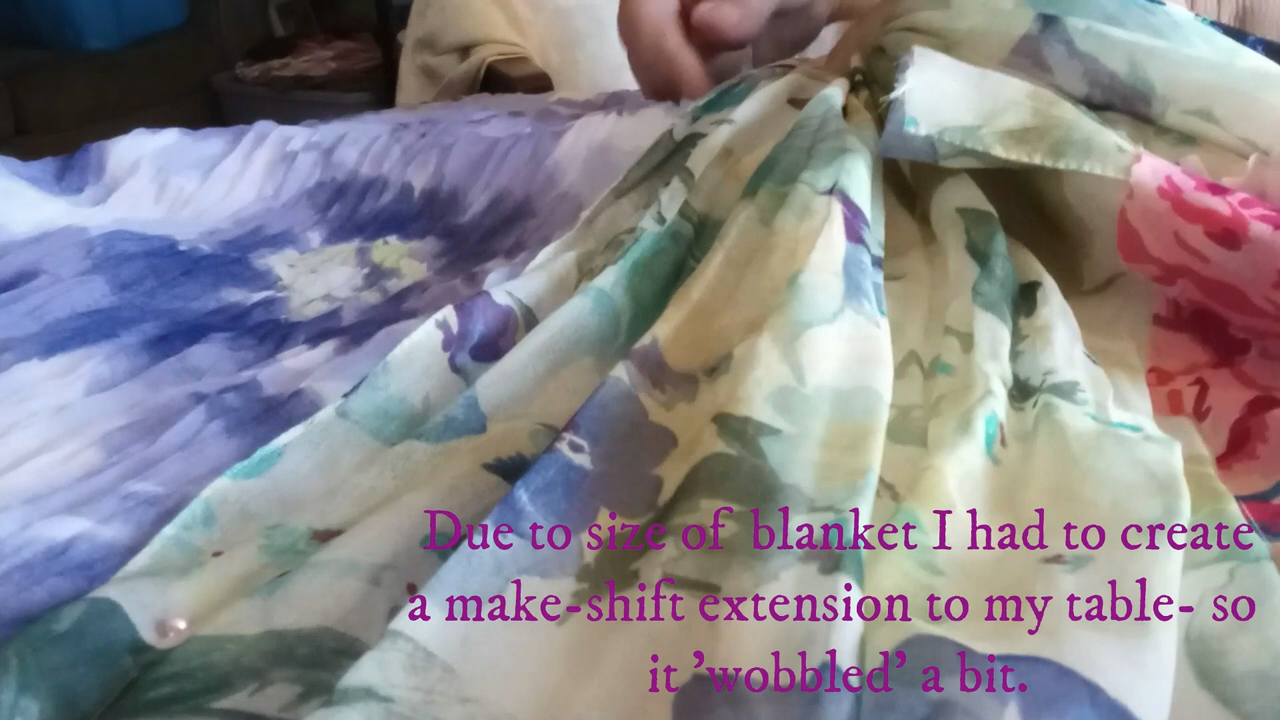 Due to size of blanket I had to create
a make-shift extension to my table- so
it 'wobbled' a bit.